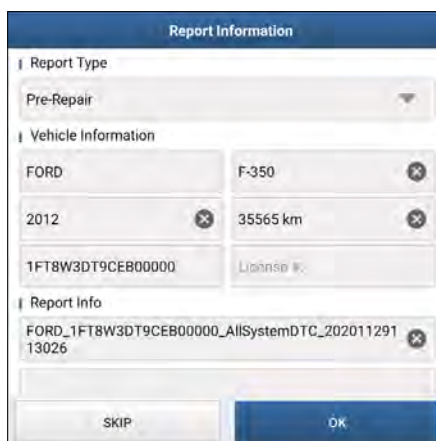 Report Information
Report Type
Pre-Repair
Vehicle Information
FORD
F-350
2012
35565 km
1FT8W3DT9CEB00000
License #.
Report Info
FORD_1FT8W3DT9CEB00000_AllSystemDTC_202011291
13026
SKIP
OK